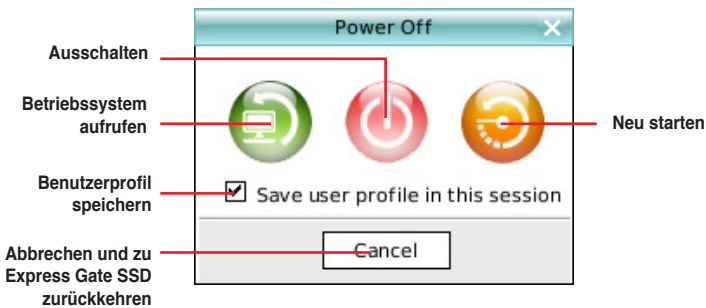 Power Off
Ausschalten
Betriebssystem
aufrufen
Neu starten
Benutzerprofil
speichern
Save user profile in this session
Abbrechen und zu
Express Gate SSD
zurückkehren
Cancel